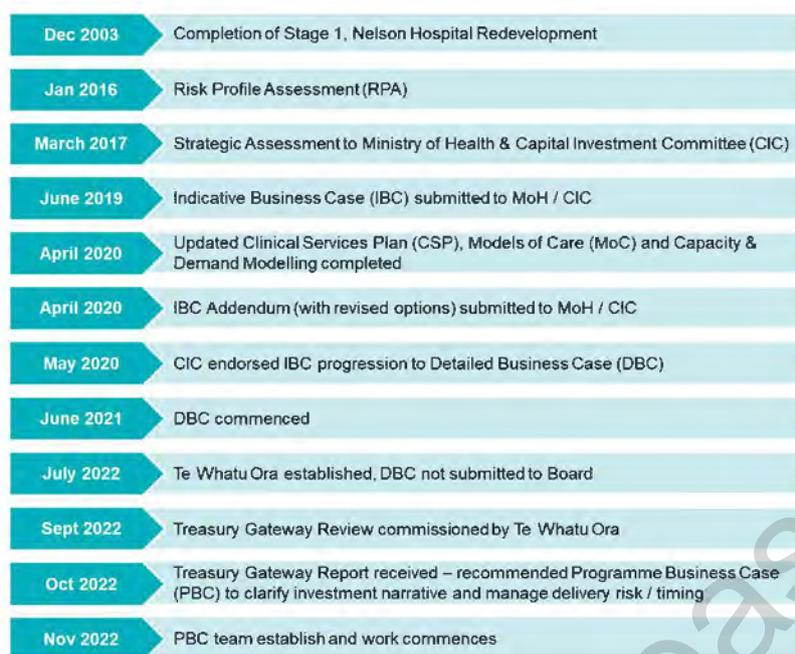 Dec 2003 Completion of Stage 1, Nelson Hospital Redevelopment
Jan 2016 Risk Profile Assessment (RPA)
March 2017 Strategic Assessment to Ministry of Health & Capital Investment Committee (CIC)
June 2019 Indicative Business Case (IBC) submitted to MoH / CIC
April 2020 Updated Clinical Services Plan (CSP), Models of Care (MoC) and Capacity &
Demand Modelling completed
April 2020 IBC Addendum (with revised options) submitted to MoH / CIC
May 2020 CIC endorsed IBC progression to Detailed Business Case (DBC)
June 2021 DBC commenced
July 2022 Te Whatu Ora established, DBC not submitted to Board
Sept 2022 Treasury Gateway Review commissioned by Te Whatu Ora
Oct 2022 Treasury Gateway Report received – recommended Programme Business Case
(PBC) to clarify investment narrative and manage delivery risk / timing
Nov 2022 PBC team establish and work commences